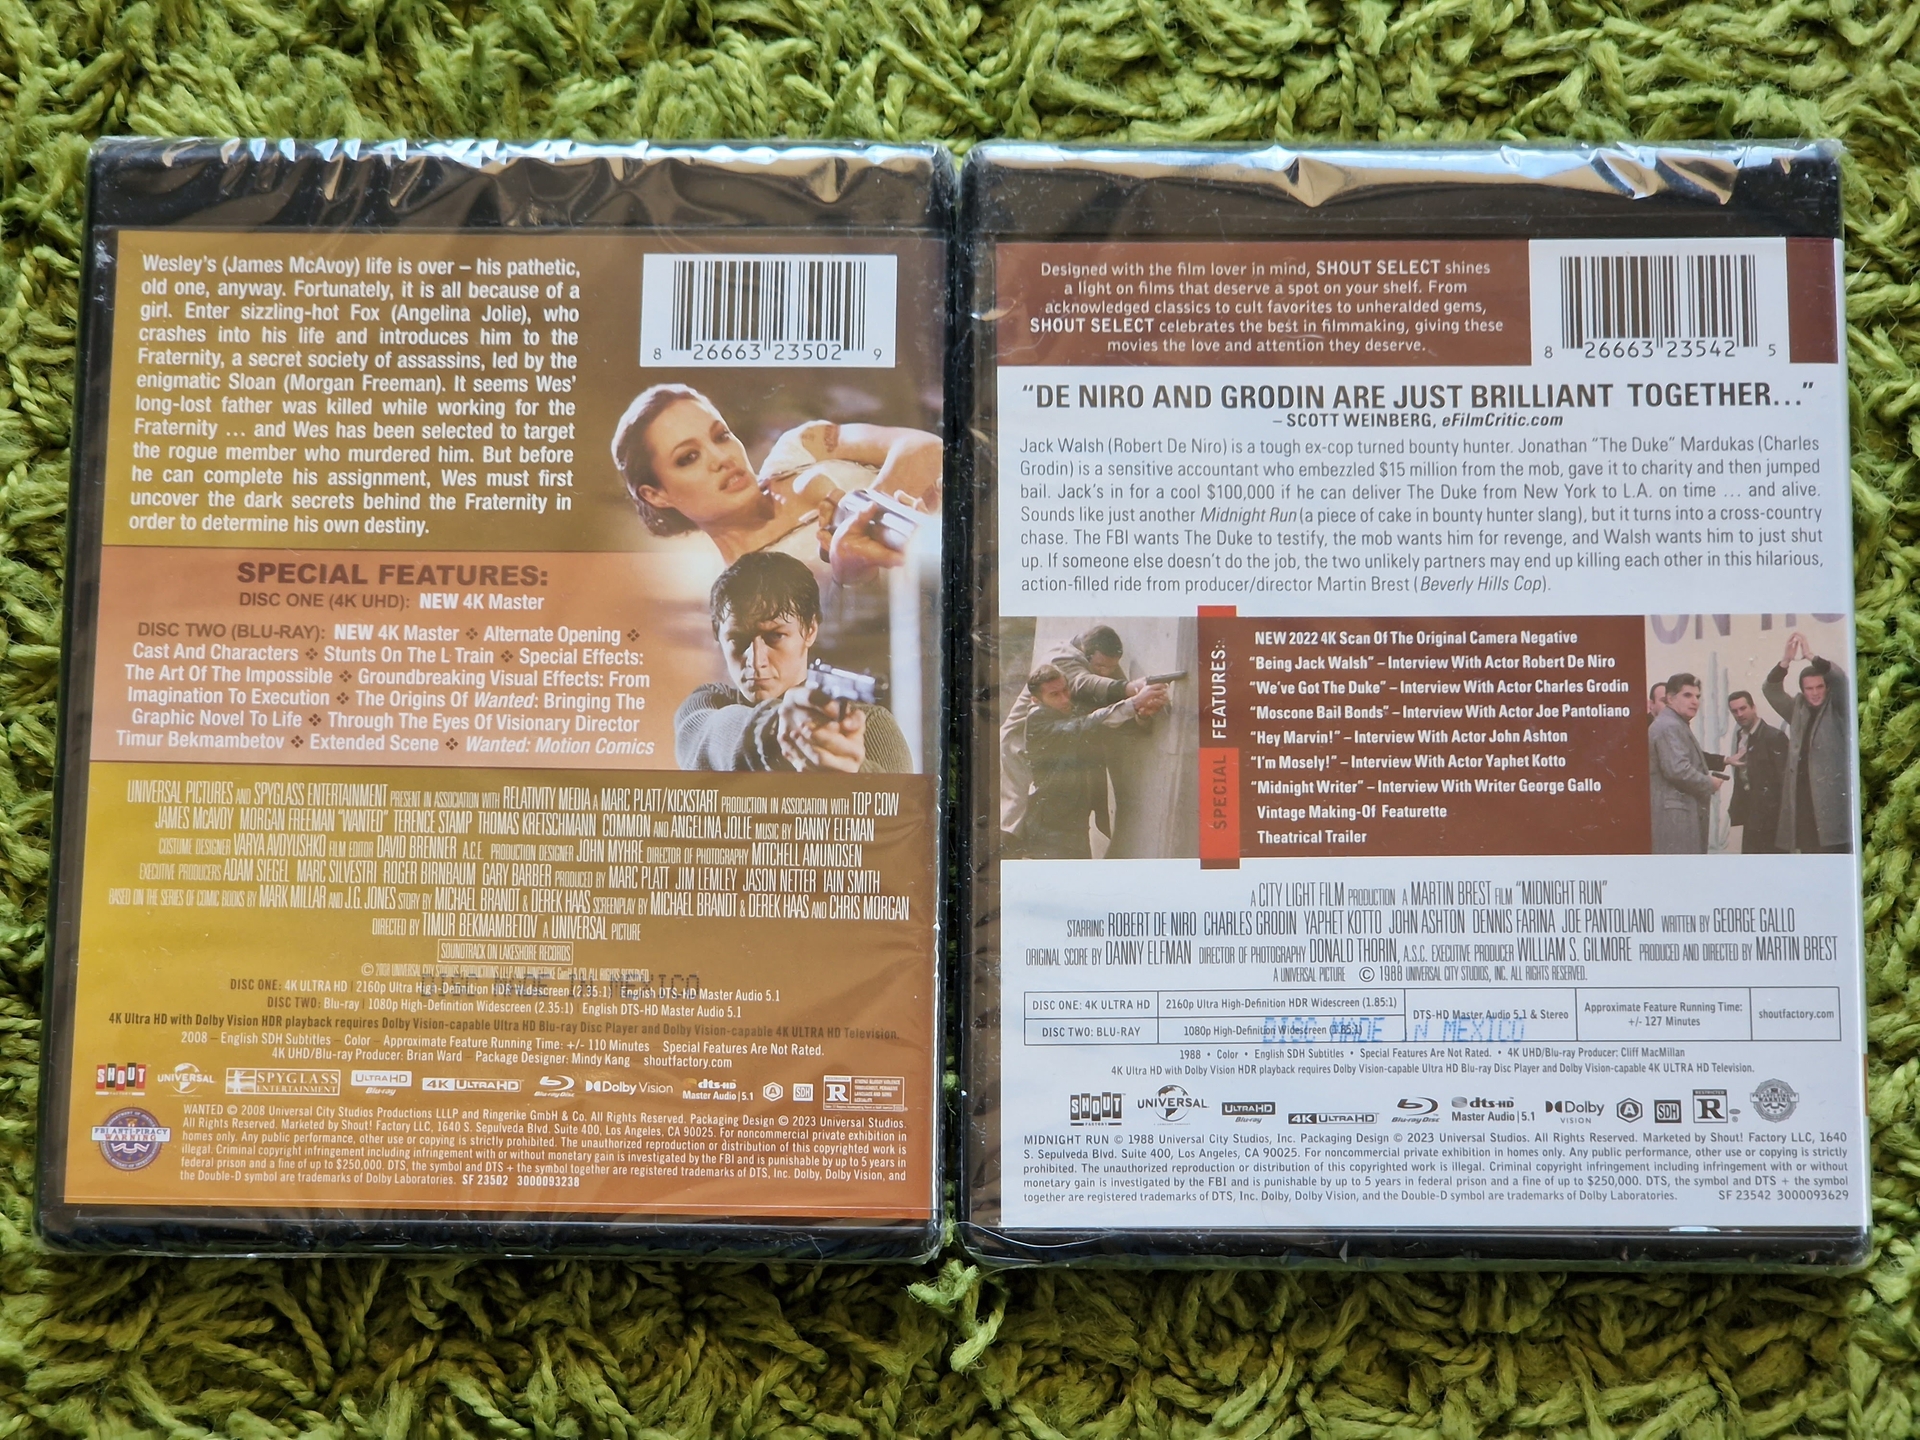 Wesley's (James McAvoy) life is over – his pathetic,
old one, anyway. Fortunately, it is all because of a
girl. Enter sizzling-hot Fox (Angelina Jolie), who
crashes into his life and introduces him to the
Fraternity, a secret society of assassins, led by the
enigmatic Sloan (Morgan Freeman). It seems Wes'
long-lost father was killed while working for the
Fraternity ... and Wes has been selected to target
the rogue member who murdered him. But before
he can complete his assignment, Wes must first
uncover the dark secrets behind the Fraternity in
order to determine his own destiny.
8 26663 23502 9
SPECIAL FEATURES:
DISC ONE (4K UHD): NEW 4K Master
DISC TWO (BLU-RAY): NEW 4K Master ❖ Alternate Opening ❖
Cast And Characters ❖ Stunts On The L Train ❖ Special Effects:
The Art Of The Impossible ❖ Groundbreaking Visual Effects: From
Imagination To Execution ❖ The Origins Of Wanted: Bringing The
Graphic Novel To Life ❖ Through The Eyes Of Visionary Director
Timur Bekmambetov ❖ Extended Scene ❖ Wanted: Motion Comics
UNIVERSAL PICTURES AND SPYGLASS ENTERTAINMENT PRESENT IN ASSOCIATION WITH RELATIVITY MEDIA A MARC PLATT/KICKSTART PRODUCTION IN ASSOCIATION WITH TOP COW
JAMES McAVOY MORGAN FREEMAN "WANTED" TERENCE STAMP THOMAS KRETSCHMANN COMMON AND ANGELINA JOLIE MUSIC BY DANNY ELFMAN
COSTUME DESIGNER VARYA AVDYUSHKO FILM EDITOR DAVID BRENNER A.C.E. PRODUCTION DESIGNER JOHN MYHRE DIRECTOR OF PHOTOGRAPHY MITCHELL AMUNDSEN
EXECUTIVE PRODUCERS ADAM SIEGEL MARC SILVESTRI ROGER BIRNBAUM GARY BARBER PRODUCED BY MARC PLATT JIM LEMLEY JASON NETTER IAIN SMITH
BASED ON THE SERIES OF COMIC BOOKS BY MARK MILLAR AND J.G. JONES STORY BY MICHAEL BRANDT & DEREK HAAS SCREENPLAY BY MICHAEL BRANDT & DEREK HAAS AND CHRIS MORGAN
DIRECTED BY TIMUR BEKMAMBETOV A UNIVERSAL PICTURE
SOUNDTRACK ON LAKESHORE RECORDS
© 2008 UNIVERSAL CITY STUDIOS PRODUCTIONS LLLP AND RINGERIKE GmbH & CO. ALL RIGHTS RESERVED.
DISC MADE IN MEXICO
DISC ONE: 4K ULTRA HD | 2160p Ultra High-Definition HDR Widescreen (2.35:1) | English DTS-HD Master Audio 5.1
DISC TWO: Blu-ray | 1080p High-Definition Widescreen (2.35:1) | English DTS-HD Master Audio 5.1
4K Ultra HD with Dolby Vision HDR playback requires Dolby Vision-capable Ultra HD Blu-ray Disc Player and Dolby Vision-capable 4K ULTRA HD Television.
2008 – English SDH Subtitles – Color – Approximate Feature Running Time: +/- 110 Minutes Special Features Are Not Rated.
4K UHD/Blu-ray Producer: Brian Ward – Package Designer: Mindy Kang – shoutfactory.com
SHOUT FACTORY UNIVERSAL SPYGLASS ENTERTAINMENT ULTRA HD Blu-ray 4K ULTRA HD Blu-ray Disc Dolby Vision dts-HD Master Audio | 5.1 A SDH RESTRICTED R
FBI ANTI-PIRACY WARNING
WANTED © 2008 Universal City Studios Productions LLLP and Ringerike GmbH & Co. All Rights Reserved. Packaging Design © 2023 Universal Studios.
All Rights Reserved. Marketed by Shout! Factory LLC, 1640 S. Sepulveda Blvd. Suite 400, Los Angeles, CA 90025. For noncommercial private exhibition in
homes only. Any public performance, other use or copying is strictly prohibited. The unauthorized reproduction or distribution of this copyrighted work is
illegal. Criminal copyright infringement including infringement with or without monetary gain is investigated by the FBI and is punishable by up to 5 years in
federal prison and a fine of up to $250,000. DTS, the symbol and DTS + the symbol together are registered trademarks of DTS, Inc. Dolby, Dolby Vision, and
the Double-D symbol are trademarks of Dolby Laboratories. SF 23502 3000093238
Designed with the film lover in mind, SHOUT SELECT shines
a light on films that deserve a spot on your shelf. From
acknowledged classics to cult favorites to unheralded gems,
SHOUT SELECT celebrates the best in filmmaking, giving these
movies the love and attention they deserve.
8 26663 23542 5
"DE NIRO AND GRODIN ARE JUST BRILLIANT TOGETHER..."
– SCOTT WEINBERG, eFilmCritic.com
Jack Walsh (Robert De Niro) is a tough ex-cop turned bounty hunter. Jonathan "The Duke" Mardukas (Charles
Grodin) is a sensitive accountant who embezzled $15 million from the mob, gave it to charity and then jumped
bail. Jack's in for a cool $100,000 if he can deliver The Duke from New York to L.A. on time ... and alive.
Sounds like just another Midnight Run (a piece of cake in bounty hunter slang), but it turns into a cross-country
chase. The FBI wants The Duke to testify, the mob wants him for revenge, and Walsh wants him to just shut
up. If someone else doesn't do the job, the two unlikely partners may end up killing each other in this hilarious,
action-filled ride from producer/director Martin Brest (Beverly Hills Cop).
SPECIAL FEATURES:
NEW 2022 4K Scan Of The Original Camera Negative
"Being Jack Walsh" – Interview With Actor Robert De Niro
"We've Got The Duke" – Interview With Actor Charles Grodin
"Moscone Bail Bonds" – Interview With Actor Joe Pantoliano
"Hey Marvin!" – Interview With Actor John Ashton
"I'm Mosely!" – Interview With Actor Yaphet Kotto
"Midnight Writer" – Interview With Writer George Gallo
Vintage Making-Of Featurette
Theatrical Trailer
A CITY LIGHT FILM PRODUCTION A MARTIN BREST FILM "MIDNIGHT RUN"
STARRING ROBERT DE NIRO CHARLES GRODIN YAPHET KOTTO JOHN ASHTON DENNIS FARINA JOE PANTOLIANO WRITTEN BY GEORGE GALLO
ORIGINAL SCORE BY DANNY ELFMAN DIRECTOR OF PHOTOGRAPHY DONALD THORIN, A.S.C. EXECUTIVE PRODUCER WILLIAM S. GILMORE PRODUCED AND DIRECTED BY MARTIN BREST
A UNIVERSAL PICTURE © 1988 UNIVERSAL CITY STUDIOS, INC. ALL RIGHTS RESERVED.
DISC ONE: 4K ULTRA HD 2160p Ultra High-Definition HDR Widescreen (1.85:1)
DISC TWO: BLU-RAY 1080p High-Definition Widescreen (1.85:1)
DTS-HD Master Audio 5.1 & Stereo
Approximate Feature Running Time:
+/- 127 Minutes
shoutfactory.com
DISC MADE IN MEXICO
1988 • Color • English SDH Subtitles • Special Features Are Not Rated. • 4K UHD/Blu-ray Producer: Cliff MacMillan
4K Ultra HD with Dolby Vision HDR playback requires Dolby Vision-capable Ultra HD Blu-ray Disc Player and Dolby Vision-capable 4K ULTRA HD Television.
SHOUT FACTORY UNIVERSAL ULTRA HD Blu-ray 4K ULTRA HD Blu-ray Disc dts-HD Master Audio | 5.1 Dolby VISION A SDH RESTRICTED R
MIDNIGHT RUN © 1988 Universal City Studios, Inc. Packaging Design © 2023 Universal Studios. All Rights Reserved. Marketed by Shout! Factory LLC, 1640
S. Sepulveda Blvd. Suite 400, Los Angeles, CA 90025. For noncommercial private exhibition in homes only. Any public performance, other use or copying is strictly
prohibited. The unauthorized reproduction or distribution of this copyrighted work is illegal. Criminal copyright infringement including infringement with or without
monetary gain is investigated by the FBI and is punishable by up to 5 years in federal prison and a fine of up to $250,000. DTS, the symbol and DTS + the symbol
together are registered trademarks of DTS, Inc. Dolby, Dolby Vision, and the Double-D symbol are trademarks of Dolby Laboratories. SF 23542 3000093629